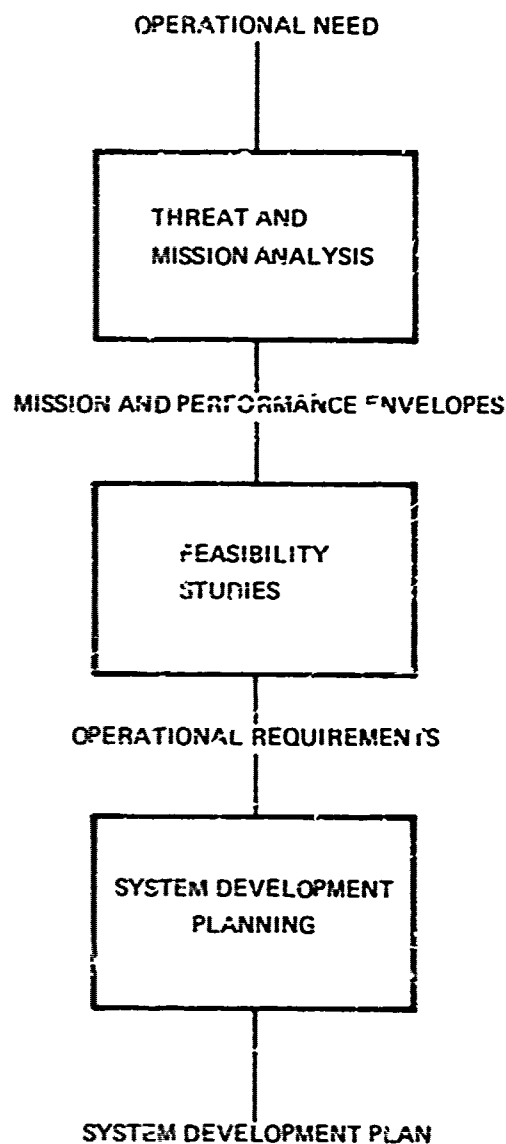 OPERATIONAL NEED
THREAT AND
MISSION ANALYSIS
MISSION AND PERFORMANCE ENVELOPES
FEASIBILITY
STUDIES
OPERATIONAL REQUIREMENTS
SYSTEM DEVELOPMENT
PLANNING
SYSTEM DEVELOPMENT PLAN